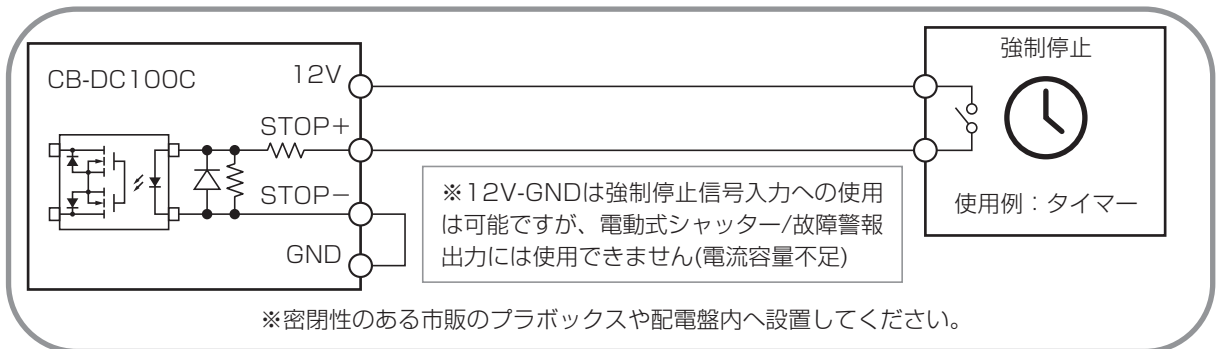 CB-DC100C
12V
STOP+
STOP−
GND
強制停止
使用例：タイマー
※12V-GNDは強制停止信号入力への使用
は可能ですが、電動式シャッター/故障警報
出力には使用できません(電流容量不足)
※密閉性のある市販のプラボックスや配電盤内へ設置してください。